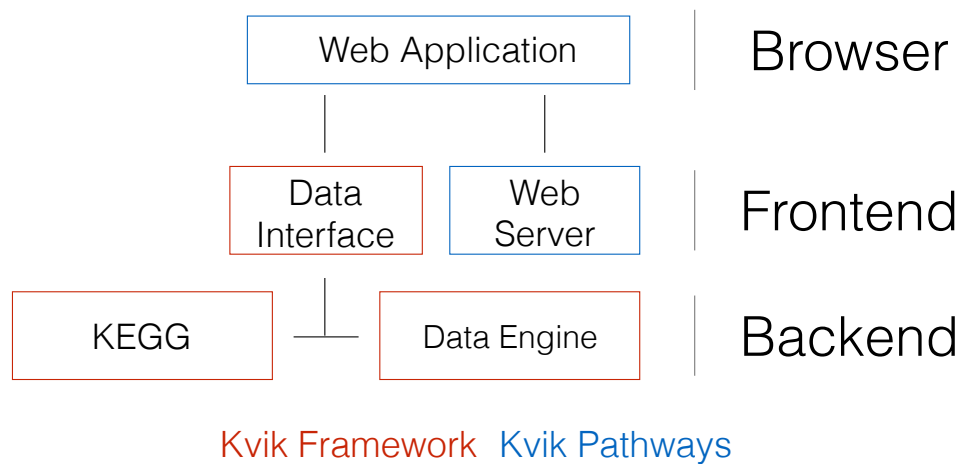 Web Application
Browser
Data
Interface
Web
Server
Frontend
KEGG
Data Engine
Backend
Kvik Framework Kvik Pathways